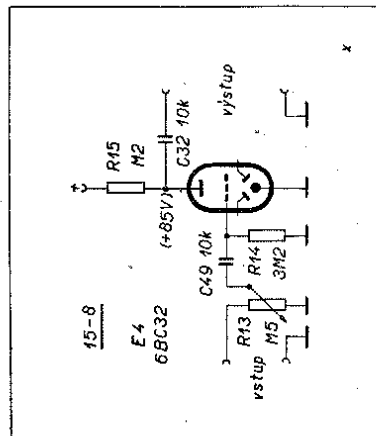 15-8
E4
6BC32
R15
M2
C32 10k
(+85V)
výstup
C49 10k
R14
3M2
R13
M5
vstup
+
x